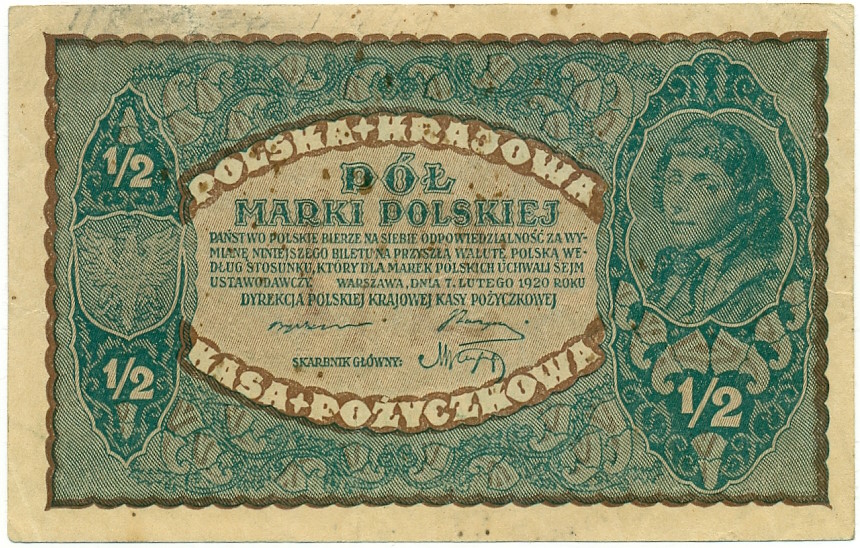 POLSKA + KRAJOWA
1/2
PÓŁ
MARKI POLSKIEJ
PAŃSTWO POLSKIE BIERZE NA SIEBIE ODPOWIEDZIALNOŚĆ ZA WY-
MIANĘ NINIEJSZEGO BILETU NA PRZYSZŁĄ WALUTĘ POLSKĄ WE-
DŁUG STOSUNKU, KTÓRY DLA MAREK POLSKICH UCHWALI SEJM
USTAWODAWCZY. WARSZAWA, DNIA 7. LUTEGO 1920 ROKU
DYREKCJA POLSKIEJ KRAJOWEJ KASY POŻYCZKOWEJ
SKARBNIK GŁÓWNY:
1/2
KASA + POŻYCZKOWA
1/2